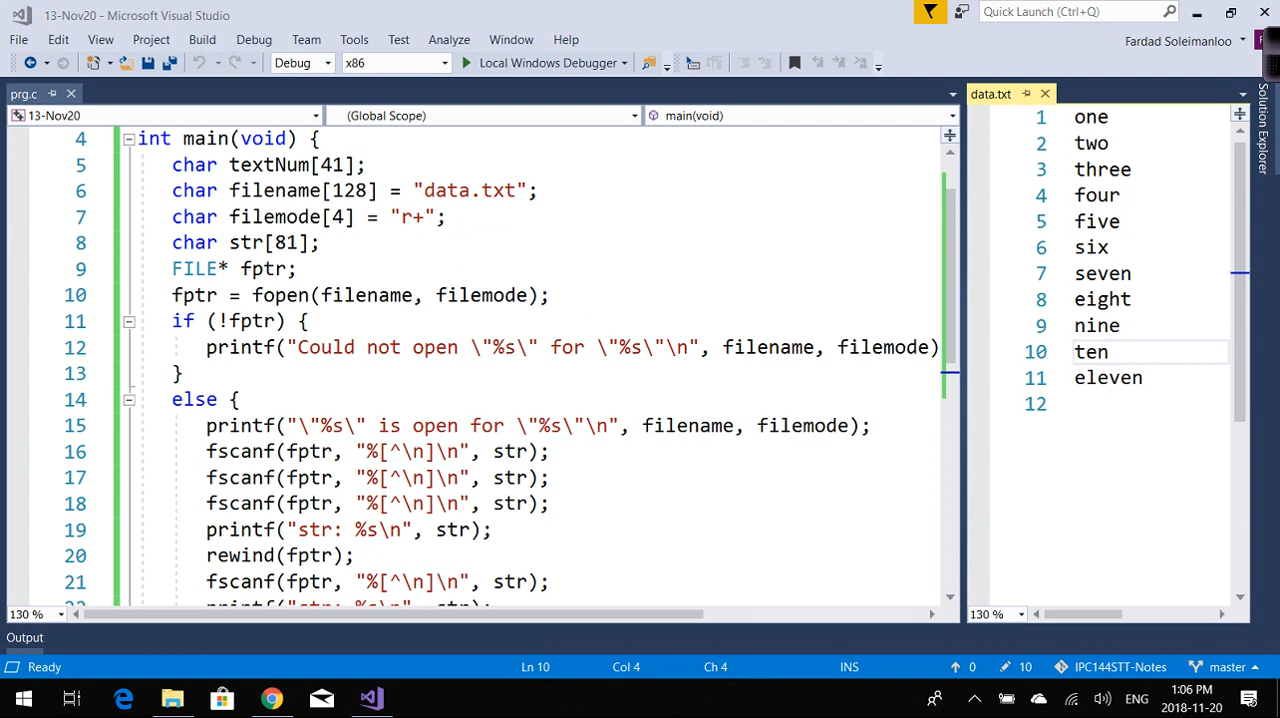 13-Nov20 - Microsoft Visual Studio
Quick Launch (Ctrl+Q)
File Edit View Project Build Debug Team Tools Test Analyze Window Help
Fardad Soleimanloo
Debug x86 Local Windows Debugger
prg.c
data.txt
13-Nov20 (Global Scope) main(void)
Solution Explorer
4 int main(void) {
5 char textNum[41];
6 char filename[128] = "data.txt";
7 char filemode[4] = "r+";
8 char str[81];
9 FILE* fptr;
10 fptr = fopen(filename, filemode);
11 if (!fptr) {
12 printf("Could not open \"%s\" for \"%s\"\n", filename, filemode)
13 }
14 else {
15 printf("\"%s\" is open for \"%s\"\n", filename, filemode);
16 fscanf(fptr, "%[^\n]\n", str);
17 fscanf(fptr, "%[^\n]\n", str);
18 fscanf(fptr, "%[^\n]\n", str);
19 printf("str: %s\n", str);
20 rewind(fptr);
21 fscanf(fptr, "%[^\n]\n", str);
22 printf("str: %s\n", str);
1 one
2 two
3 three
4 four
5 five
6 six
7 seven
8 eight
9 nine
10 ten
11 eleven
12
130 %
130 %
Output
Ready Ln 10 Col 4 Ch 4 INS 0 10 IPC144STT-Notes master
ENG
1:06 PM
2018-11-20